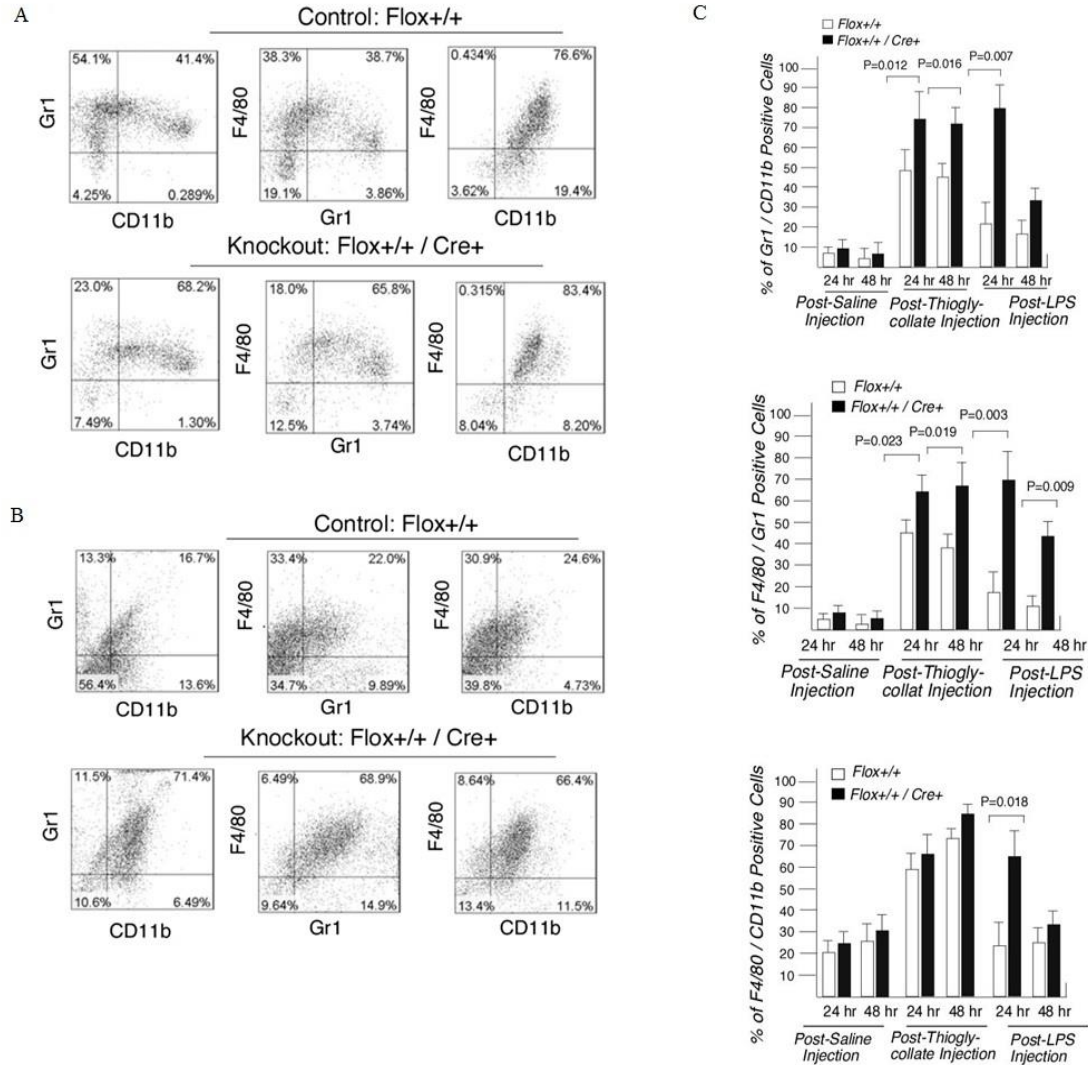 A
Control: Flox+/+
54.1% 41.4%
Gr1
4.25% 0.289%
CD11b
38.3% 38.7%
F4/80
19.1% 3.86%
Gr1
0.434% 76.6%
F4/80
3.62% 19.4%
CD11b
Knockout: Flox+/+ / Cre+
23.0% 68.2%
Gr1
7.49% 1.30%
CD11b
18.0% 65.8%
F4/80
12.5% 3.74%
Gr1
0.315% 83.4%
F4/80
8.04% 8.20%
CD11b
B
Control: Flox+/+
13.3% 16.7%
Gr1
56.4% 13.6%
CD11b
33.4% 22.0%
F4/80
34.7% 9.89%
Gr1
30.9% 24.6%
F4/80
39.8% 4.73%
CD11b
Knockout: Flox+/+ / Cre+
11.5% 71.4%
Gr1
10.6% 6.49%
CD11b
6.49% 68.9%
F4/80
9.64% 14.9%
Gr1
8.64% 66.4%
F4/80
13.4% 11.5%
CD11b
C
Flox+/+
Flox+/+ / Cre+
P=0.012 P=0.016 P=0.007
% of Gr1 / CD11b Positive Cells
100
90
80
70
60
50
40
30
20
10
24 hr 48 hr 24 hr 48 hr 24 hr 48 hr
Post-Saline Post-Thiogly- Post-LPS
Injection collate Injection Injection
Flox+/+
Flox+/+ / Cre+
P=0.023 P=0.019 P=0.003 P=0.009
% of F4/80 / Gr1 Positive Cells
100
90
80
70
60
50
40
30
20
10
24 hr 48 hr 24 hr 48 hr 24 hr 48 hr
Post-Saline Post-Thiogly- Post-LPS
Injection collat Injection Injection
Flox+/+
Flox+/+ / Cre+
P=0.018
% of F4/80 / CD11b Positive Cells
100
90
80
70
60
50
40
30
20
10
24 hr 48 hr 24 hr 48 hr 24 hr 48 hr
Post-Saline Post-Thiogly- Post-LPS
Injection collate Injection Injection